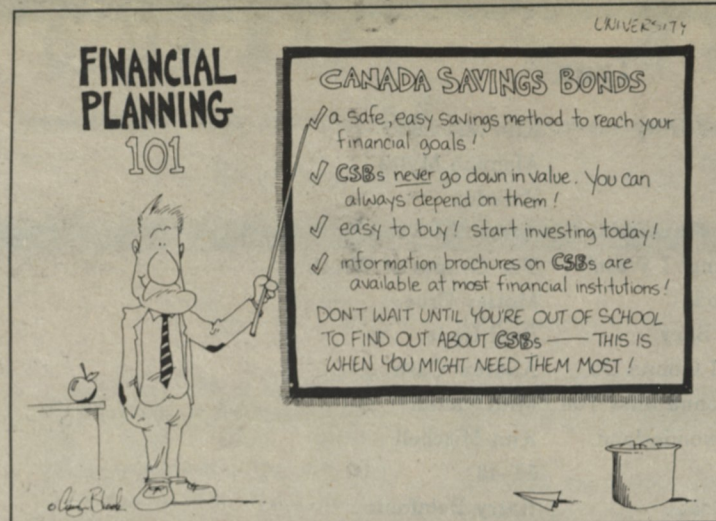 UNIVERSITY
FINANCIAL
PLANNING
101
CANADA SAVINGS BONDS
a safe, easy savings method to reach your
financial goals!
CSBs never go down in value. You can
always depend on them!
easy to buy! start investing today!
information brochures on CSBs are
available at most financial institutions!
DON'T WAIT UNTIL YOU'RE OUT OF SCHOOL
TO FIND OUT ABOUT CSBs — THIS IS
WHEN YOU MIGHT NEED THEM MOST!